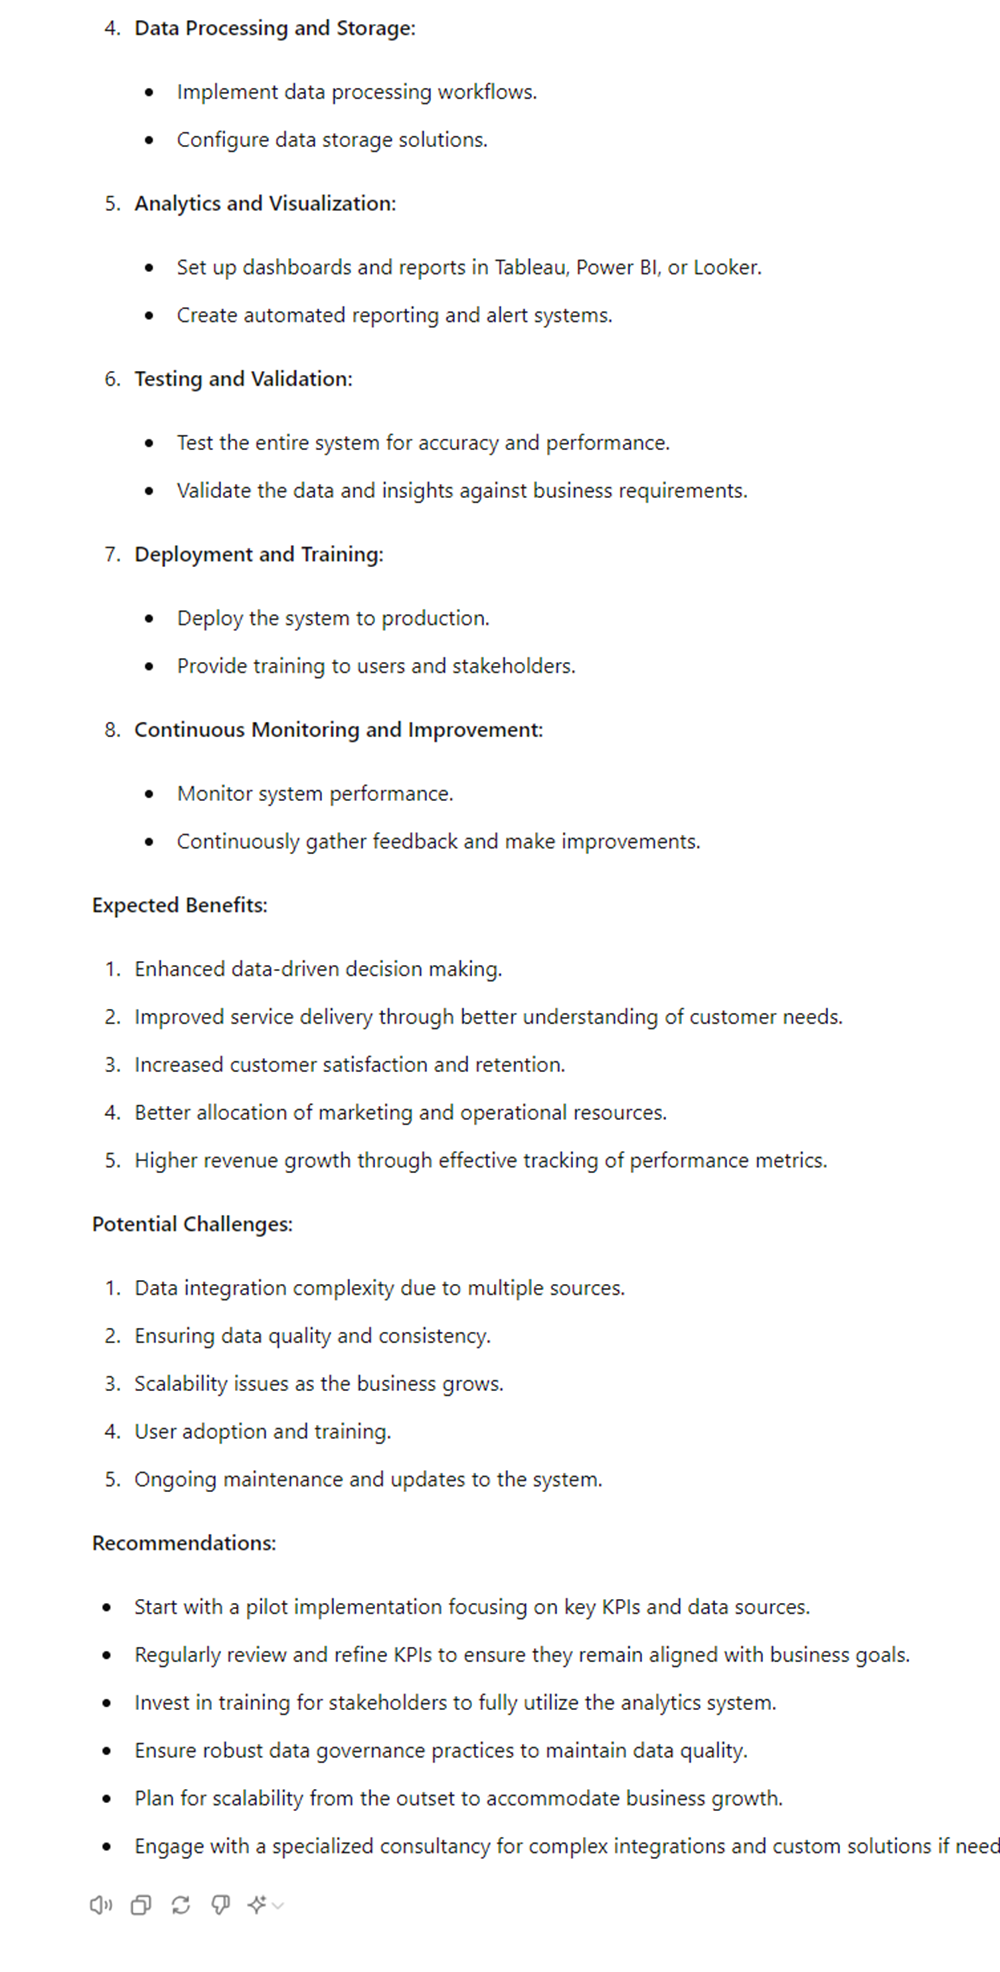 4. Data Processing and Storage:
• Implement data processing workflows.
• Configure data storage solutions.
5. Analytics and Visualization:
• Set up dashboards and reports in Tableau, Power BI, or Looker.
• Create automated reporting and alert systems.
6. Testing and Validation:
• Test the entire system for accuracy and performance.
• Validate the data and insights against business requirements.
7. Deployment and Training:
• Deploy the system to production.
• Provide training to users and stakeholders.
8. Continuous Monitoring and Improvement:
• Monitor system performance.
• Continuously gather feedback and make improvements.
Expected Benefits:
1. Enhanced data-driven decision making.
2. Improved service delivery through better understanding of customer needs.
3. Increased customer satisfaction and retention.
4. Better allocation of marketing and operational resources.
5. Higher revenue growth through effective tracking of performance metrics.
Potential Challenges:
1. Data integration complexity due to multiple sources.
2. Ensuring data quality and consistency.
3. Scalability issues as the business grows.
4. User adoption and training.
5. Ongoing maintenance and updates to the system.
Recommendations:
• Start with a pilot implementation focusing on key KPIs and data sources.
• Regularly review and refine KPIs to ensure they remain aligned with business goals.
• Invest in training for stakeholders to fully utilize the analytics system.
• Ensure robust data governance practices to maintain data quality.
• Plan for scalability from the outset to accommodate business growth.
• Engage with a specialized consultancy for complex integrations and custom solutions if need